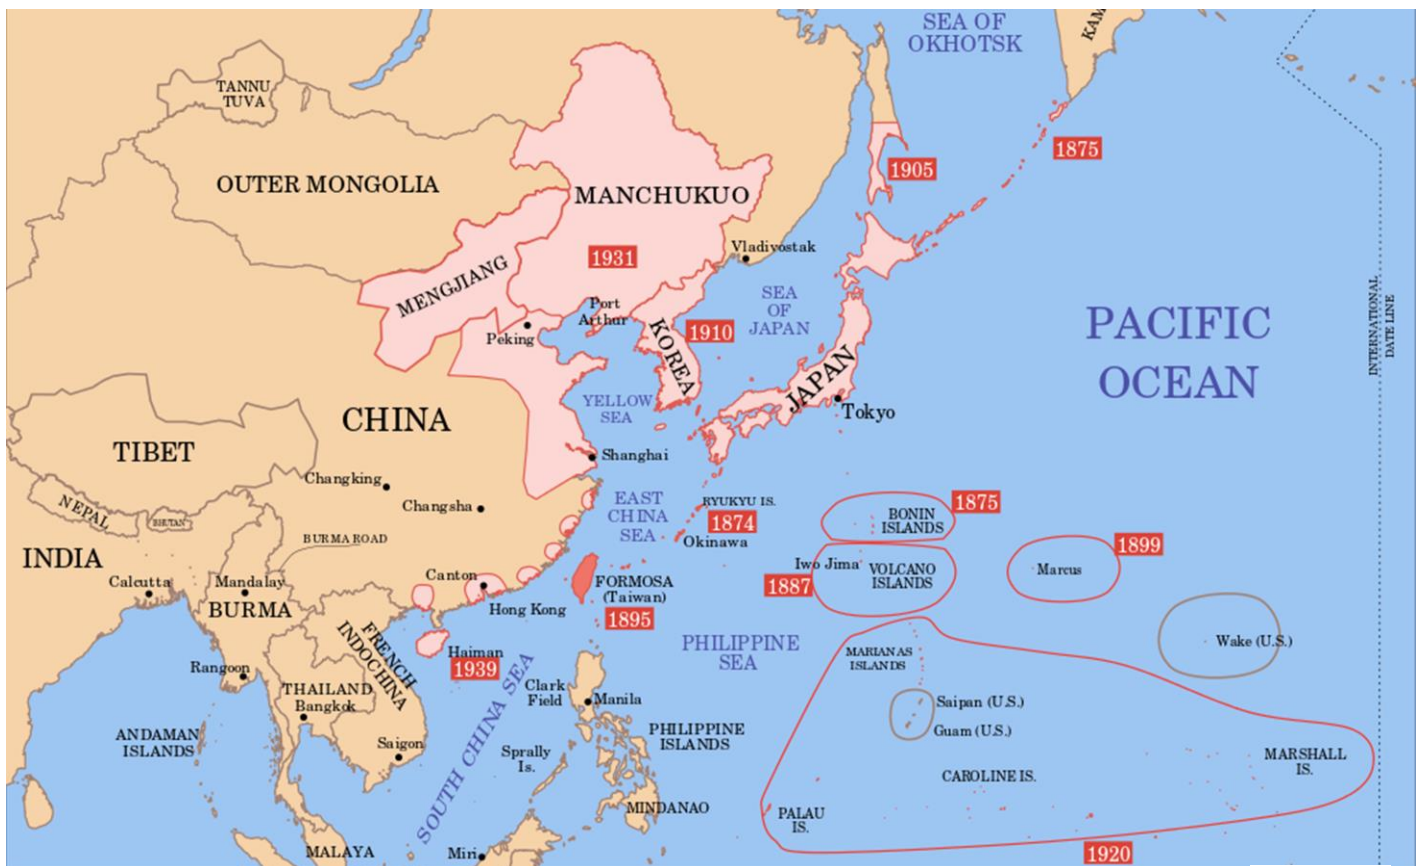 SEA OF
OKHOTSK
KAM
TANNU
TUVA
1875
1905
OUTER MONGOLIA
MANCHUKUO
Vladivostak
1931
MENGJIANG
SEA
OF
JAPAN
Port
Arthur
INTERNATIONAL
DATE LINE
Peking
KOREA
1910
PACIFIC
OCEAN
JAPAN
Tokyo
YELLOW
SEA
CHINA
TIBET
Shanghai
Changking
Changsha
EAST
CHINA
SEA
RYUKYU IS.
1874
Okinawa
BONIN
ISLANDS
1875
NEPAL
BHUTAN
BURMA ROAD
INDIA
1899
Marcus
Iwo Jima
VOLCANO
ISLANDS
1887
Calcutta
Mandalay
BURMA
Canton
Hong Kong
FORMOSA
(Taiwan)
1895
FRENCH
INDOCHINA
Haiman
1939
PHILIPPINE
SEA
MARIANAS
ISLANDS
Wake (U.S.)
Rangoon
THAILAND
Bangkok
Clark
Field
Manila
Saipan (U.S.)
Guam (U.S.)
ANDAMAN
ISLANDS
Saigon
SOUTH CHINA SEA
Sprally
Is.
PHILIPPINE
ISLANDS
CAROLINE IS.
MARSHALL
IS.
MINDANAO
PALAU
IS.
MALAYA
Miri
1920